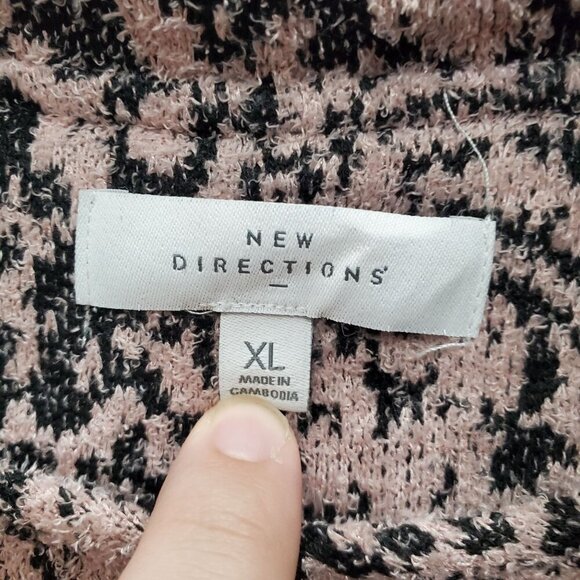 NEW
DIRECTIONS
XL
MADE IN
CAMBODIA